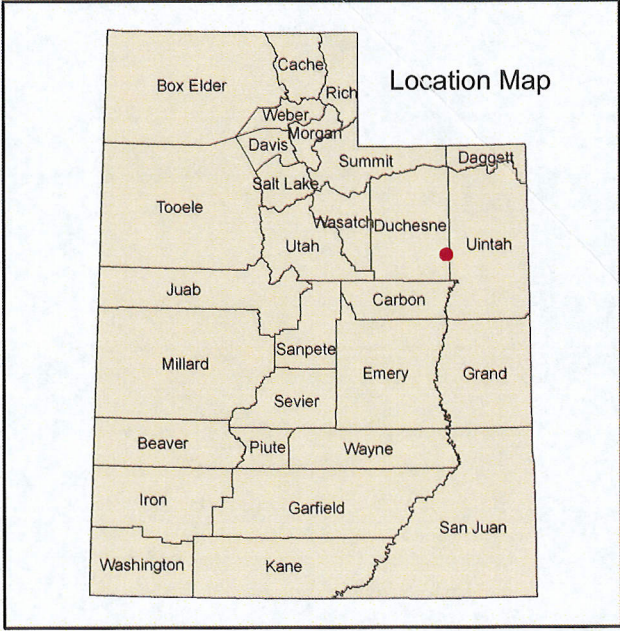 Location Map
Cache
Box Elder
Rich
Weber
Morgan
Davis
Summit
Daggett
Salt Lake
Tooele
Wasatch
Duchesne
Uintah
Utah
Juab
Carbon
Sanpete
Millard
Emery
Grand
Sevier
Beaver
Piute
Wayne
Iron
Garfield
San Juan
Washington
Kane